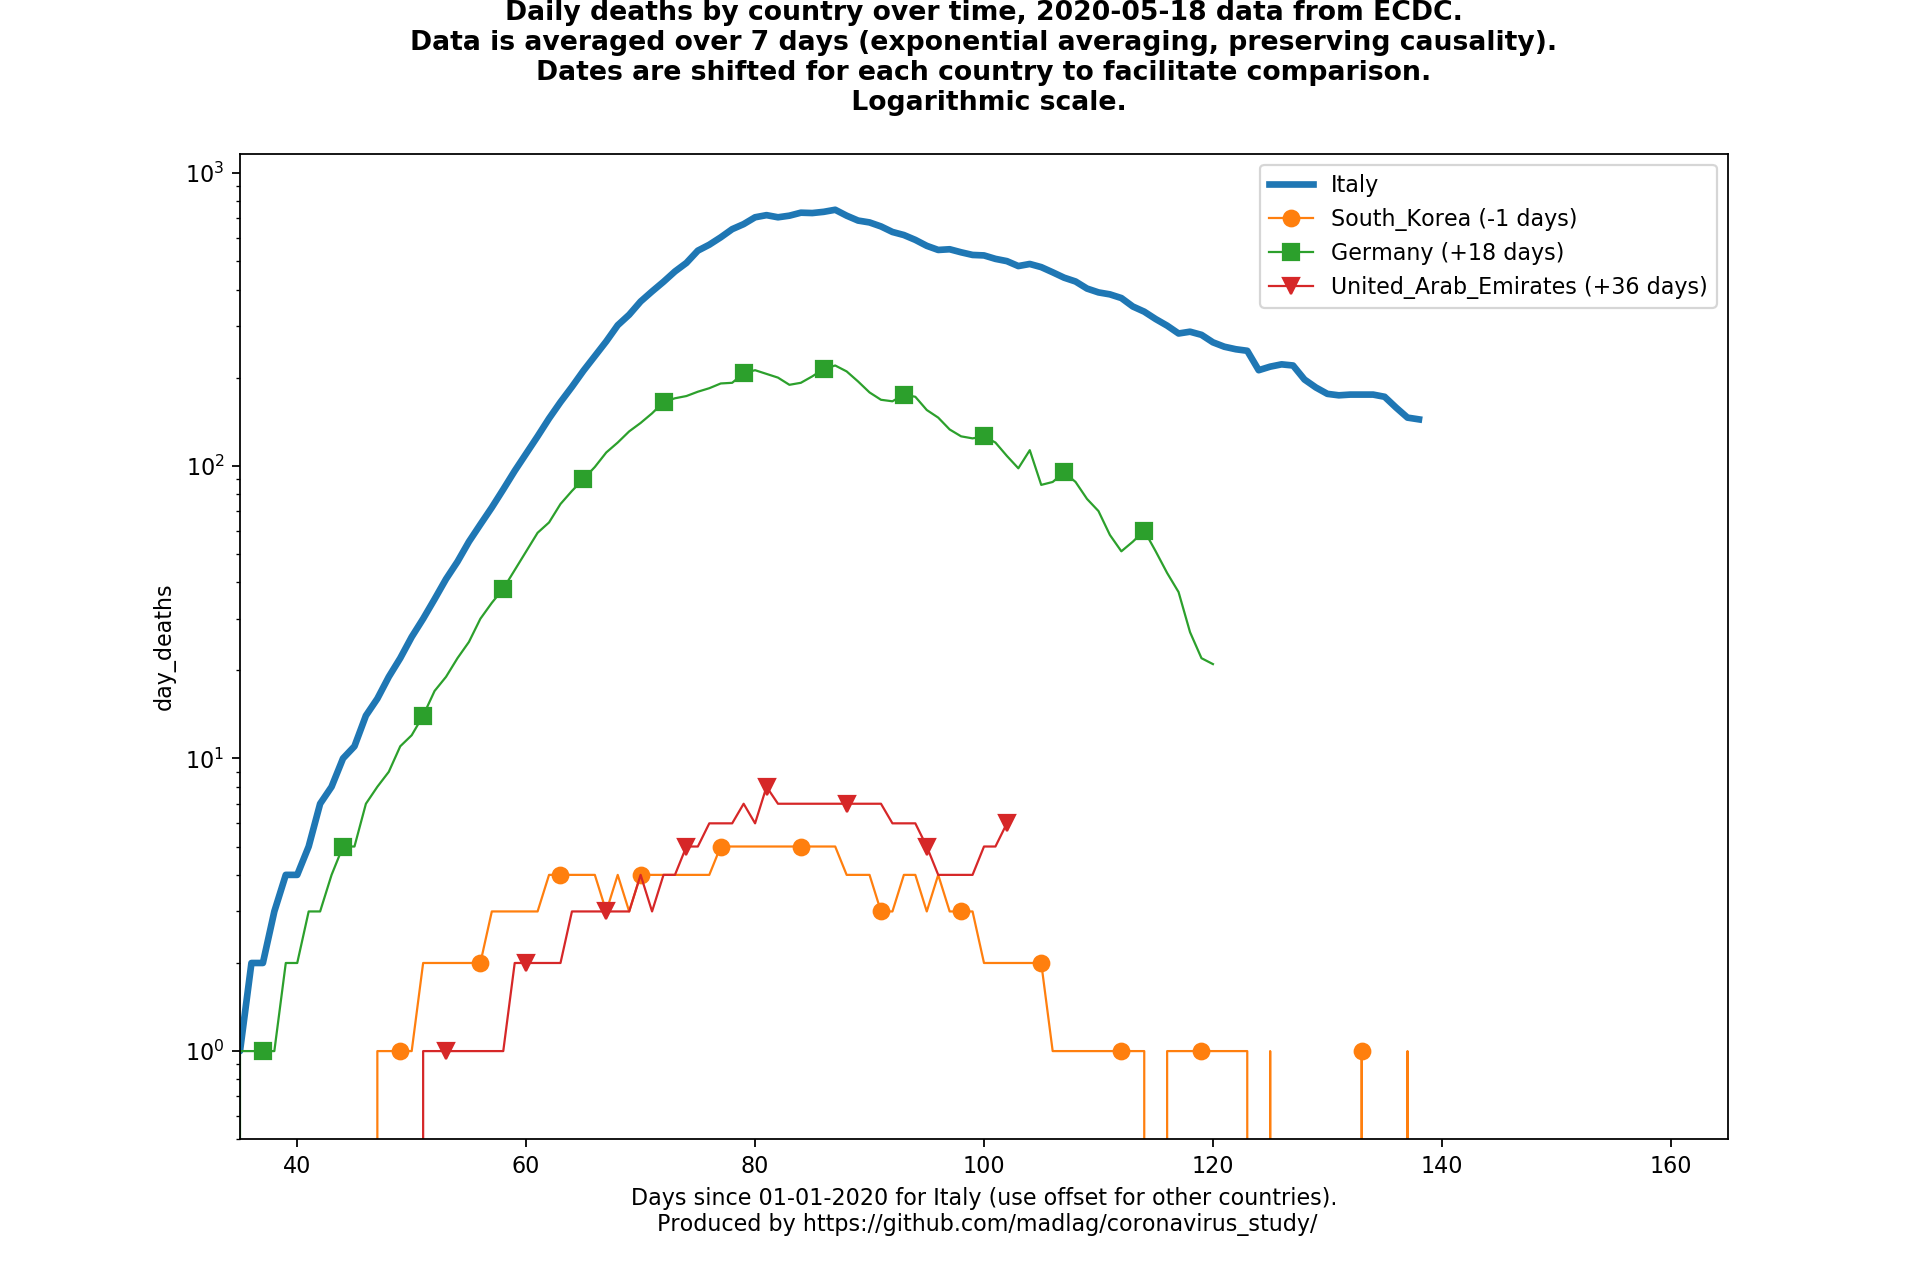 Daily deaths by country over time, 2020-05-18 data from ECDC.
Data is averaged over 7 days (exponential averaging, preserving causality).
Dates are shifted for each country to facilitate comparison.
Logarithmic scale.
10³
Italy
South_Korea (-1 days)
Germany (+18 days)
United_Arab_Emirates (+36 days)
10²
day_deaths
10¹
10⁰
40 60 80 100 120 140 160
Days since 01-01-2020 for Italy (use offset for other countries).
Produced by https://github.com/madlag/coronavirus_study/